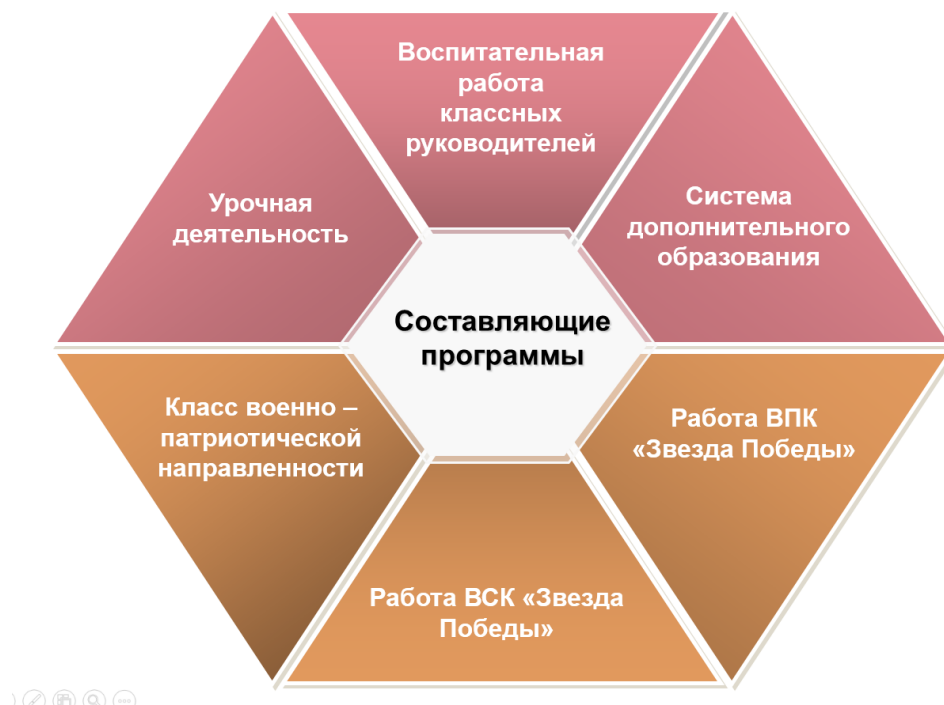 Воспитательная
работа
классных
руководителей
Урочная
деятельность
Система
дополнительного
образования
Составляющие
программы
Класс военно –
патриотической
направленности
Работа ВПК
«Звезда Победы»
Работа ВСК «Звезда
Победы»